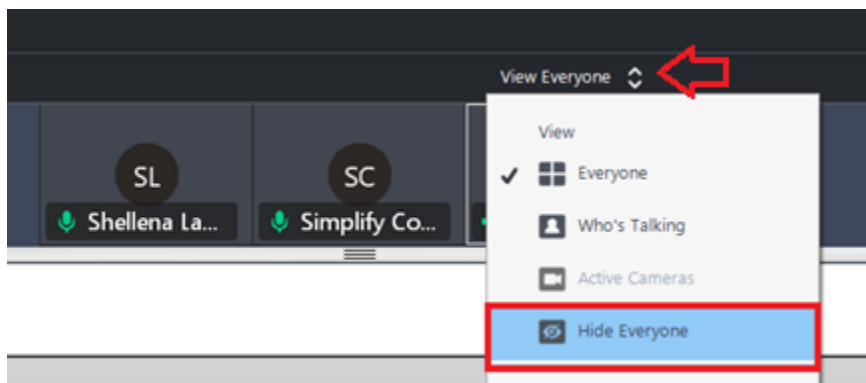 View Everyone
View
SL
SC
Everyone
Shellena La...
Simplify Co...
Who's Talking
Active Cameras
Hide Everyone